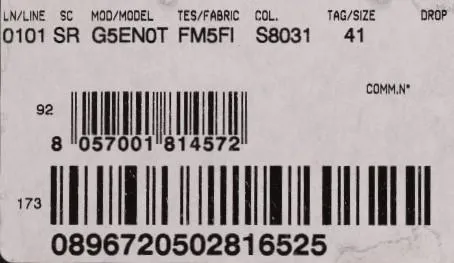 LN/LINE SC MOD/MODEL TES/FABRIC COL. TAG/SIZE DROP
0101 SR G5EN0T FM5FI S8031 41
COMM.N°
92
8 057001 814572
173
0896720502816525